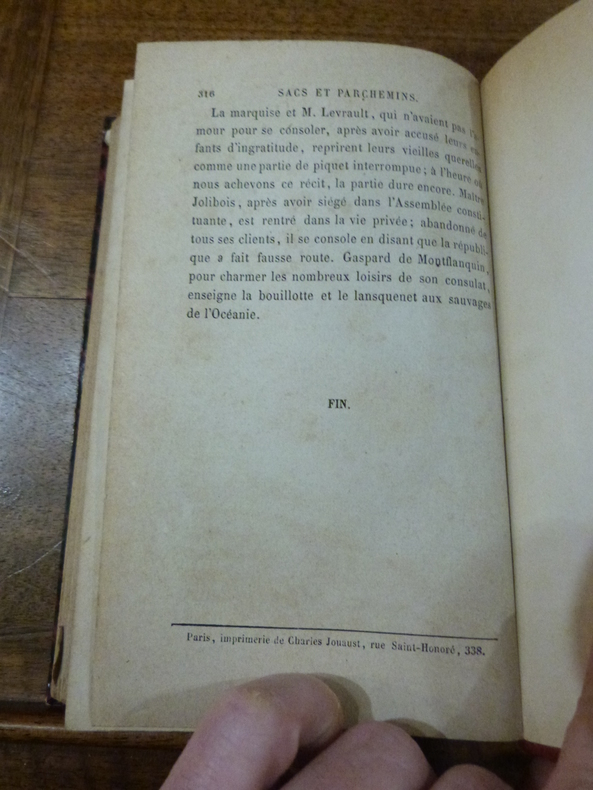 316 SACS ET PARCHEMINS.
La marquise et M. Levrault, qui n'avaient pas l'a-
mour pour se consoler, après avoir accusé leurs en-
fants d'ingratitude, reprirent leurs vieilles querelles
comme une partie de piquet interrompue ; à l'heure où
nous achevons ce récit, la partie dure encore. Maître
Jolibois, après avoir siégé dans l'Assemblée consti-
tuante, est rentré dans la vie privée ; abandonné de
tous ses clients, il se console en disant que la républi-
que a fait fausse route. Gaspard de Montflanquin,
pour charmer les nombreux loisirs de son consulat,
enseigne la bouillotte et le lansquenet aux sauvages
de l'Océanie.
FIN.
Paris, imprimerie de Charles Jouaust, rue Saint-Honoré, 338.